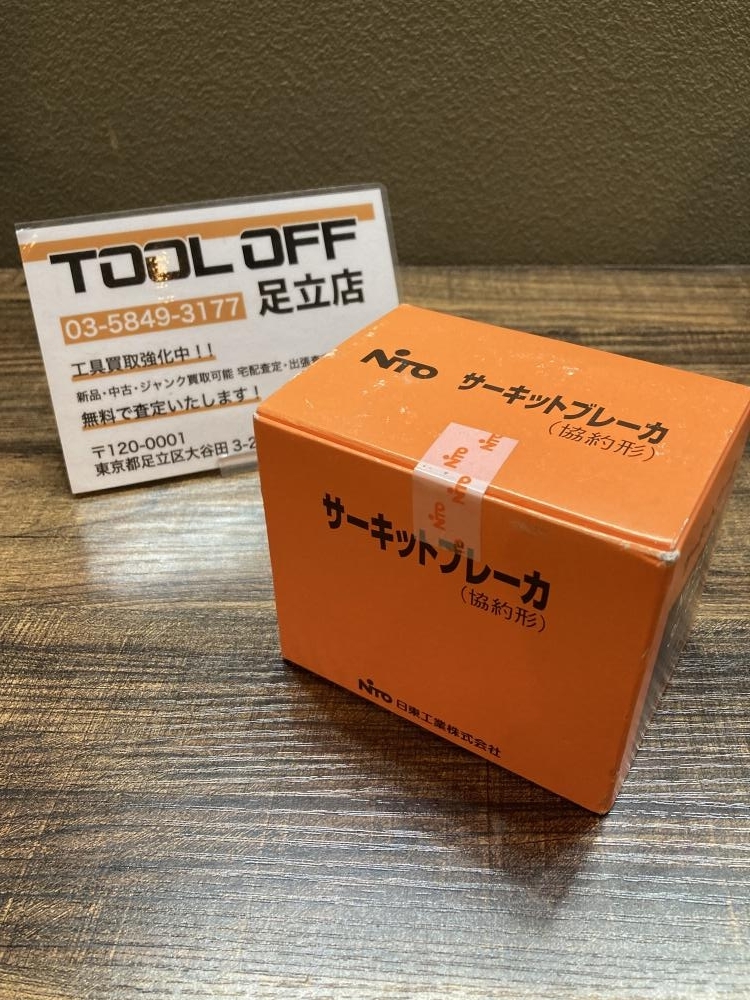 TOOL OFF
03-5849-3177 足立店
工具買取強化中!!
新品・中古・ジャンク買取可能 宅配査定・出張
無料で査定いたします!
〒120-0001
東京都足立区大谷田 3-2
NiTO サーキットブレーカ
(協約形)
サーキットブレーカ
(協約形)
NiTO 日東工業株式会社